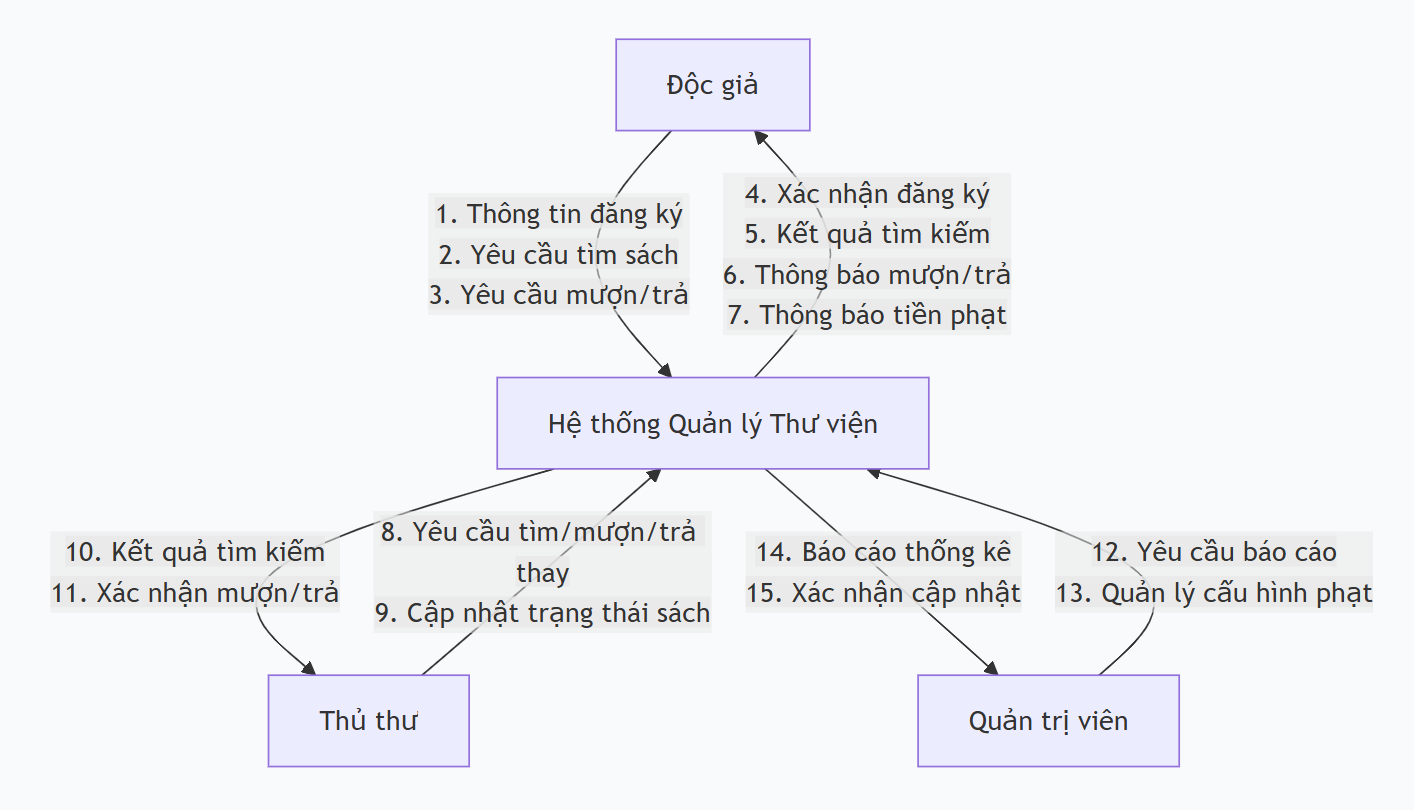 Độc giả
1. Thông tin đăng ký
2. Yêu cầu tìm sách
3. Yêu cầu mượn/trả
4. Xác nhận đăng ký
5. Kết quả tìm kiếm
6. Thông báo mượn/trả
7. Thông báo tiền phạt
Hệ thống Quản lý Thư viện
10. Kết quả tìm kiếm
11. Xác nhận mượn/trả
8. Yêu cầu tìm/mượn/trả
thay
9. Cập nhật trạng thái sách
14. Báo cáo thống kê
15. Xác nhận cập nhật
12. Yêu cầu báo cáo
13. Quản lý cấu hình phạt
Thủ thư
Quản trị viên